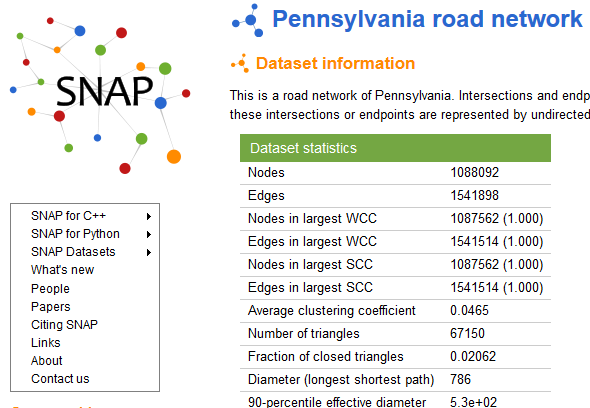 SNAP
SNAP for C++
SNAP for Python
SNAP Datasets
What's new
People
Papers
Citing SNAP
Links
About
Contact us
Pennsylvania road network
Dataset information
This is a road network of Pennsylvania. Intersections and endp
these intersections or endpoints are represented by undirected
Dataset statistics
Nodes 1088092
Edges 1541898
Nodes in largest WCC 1087562 (1.000)
Edges in largest WCC 1541514 (1.000)
Nodes in largest SCC 1087562 (1.000)
Edges in largest SCC 1541514 (1.000)
Average clustering coefficient 0.0465
Number of triangles 67150
Fraction of closed triangles 0.02062
Diameter (longest shortest path) 786
90-percentile effective diameter 5.3e+02